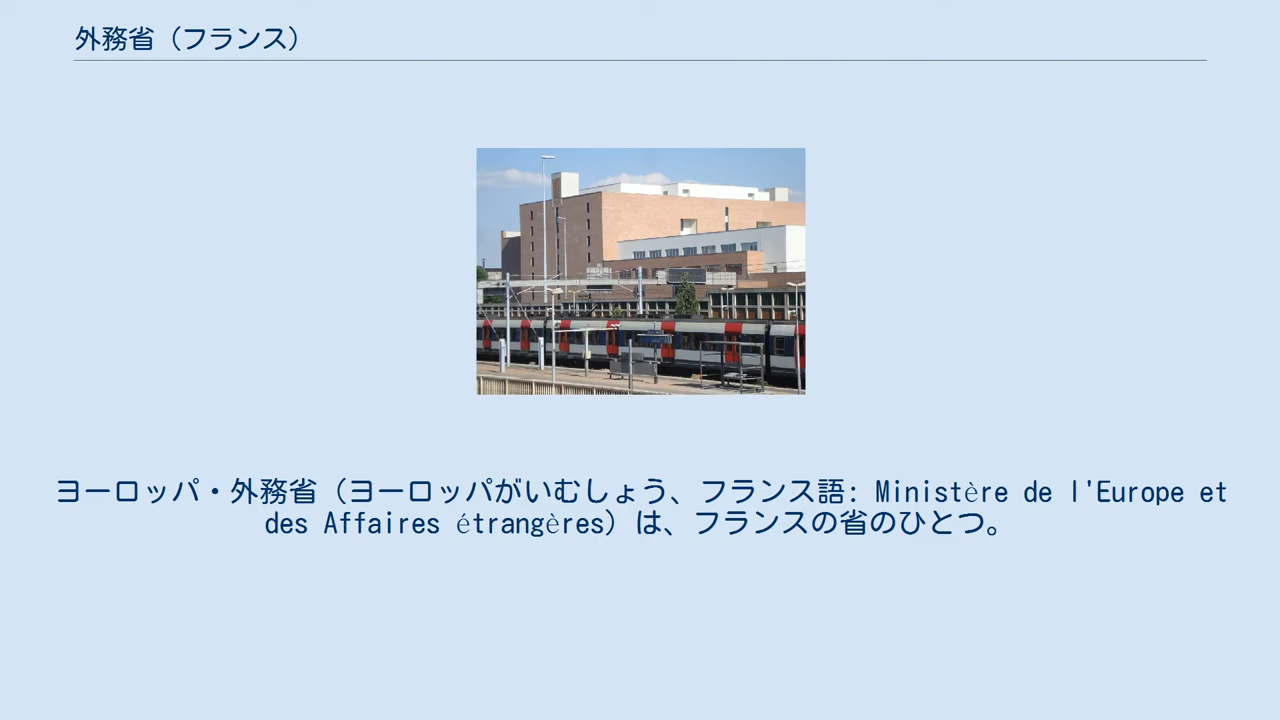 外務省（フランス）
ヨーロッパ・外務省（ヨーロッパがいむしょう、フランス語: Ministère de l'Europe et
des Affaires étrangères）は、フランスの省のひとつ。